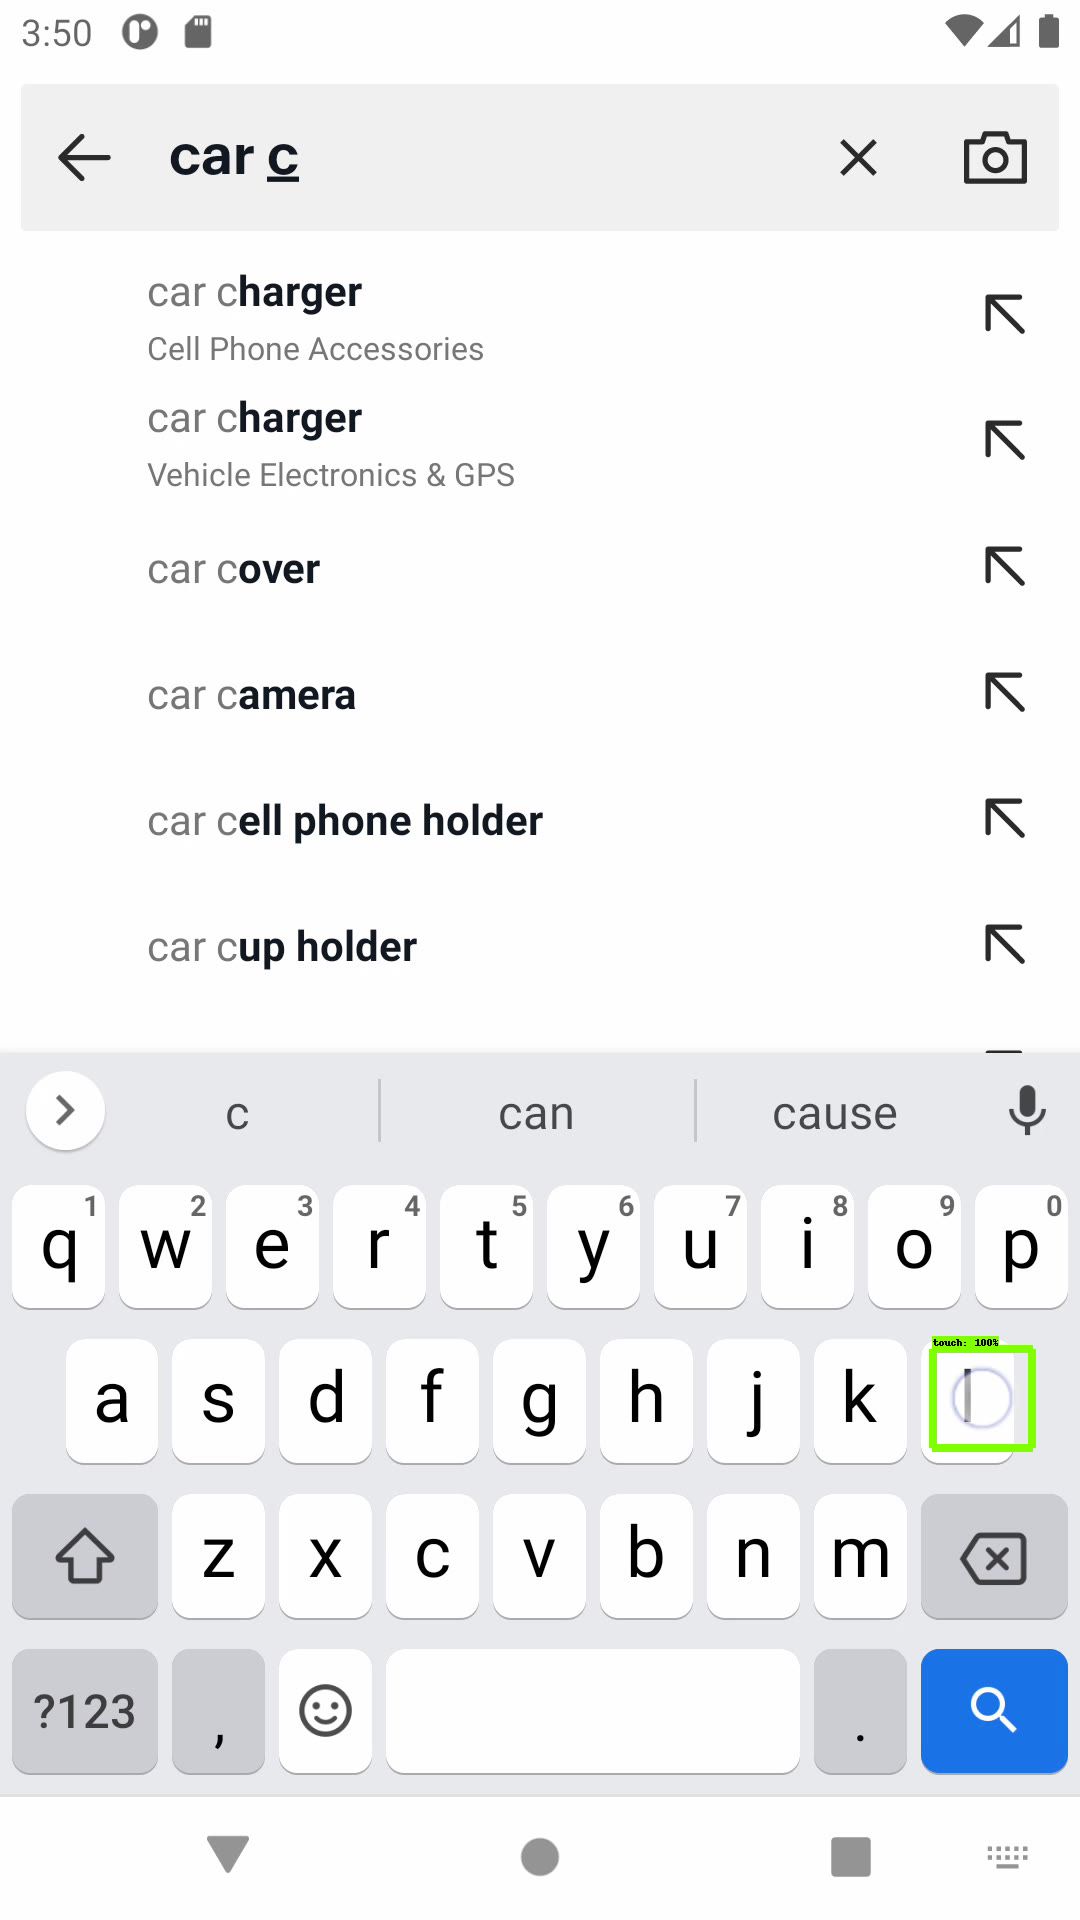 3:50
car c
car charger
Cell Phone Accessories
car charger
Vehicle Electronics & GPS
car cover
car camera
car cell phone holder
car cup holder
c can cause
1 2 3 4 5 6 7 8 9 0
q w e r t y u i o p
touch: 100%
a s d f g h j k l
z x c v b n m
?123 , .